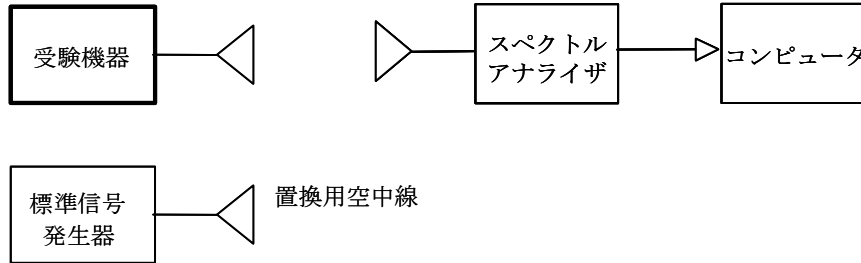 受験機器
スペクトル
アナライザ
コンピュータ
標準信号
発生器
置換用空中線